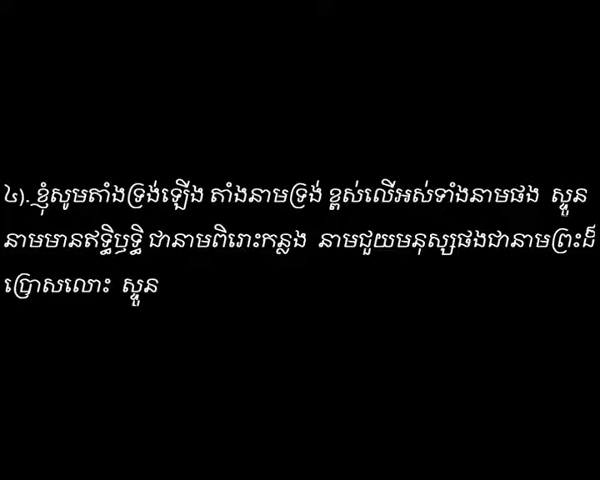 ៤). ខ្ញុំសូមតាំងទ្រង់ឡើង តាំងនាមទ្រង់ ខ្ពស់លើអស់ទាំងនាមផង ស្ទួន
នាមមានឥទ្ធិឫទ្ធិ ជានាមពិរោះកន្លង នាមជួយមនុស្សផងជានាមព្រះដ៏
ប្រោសលោះ ស្ទួន